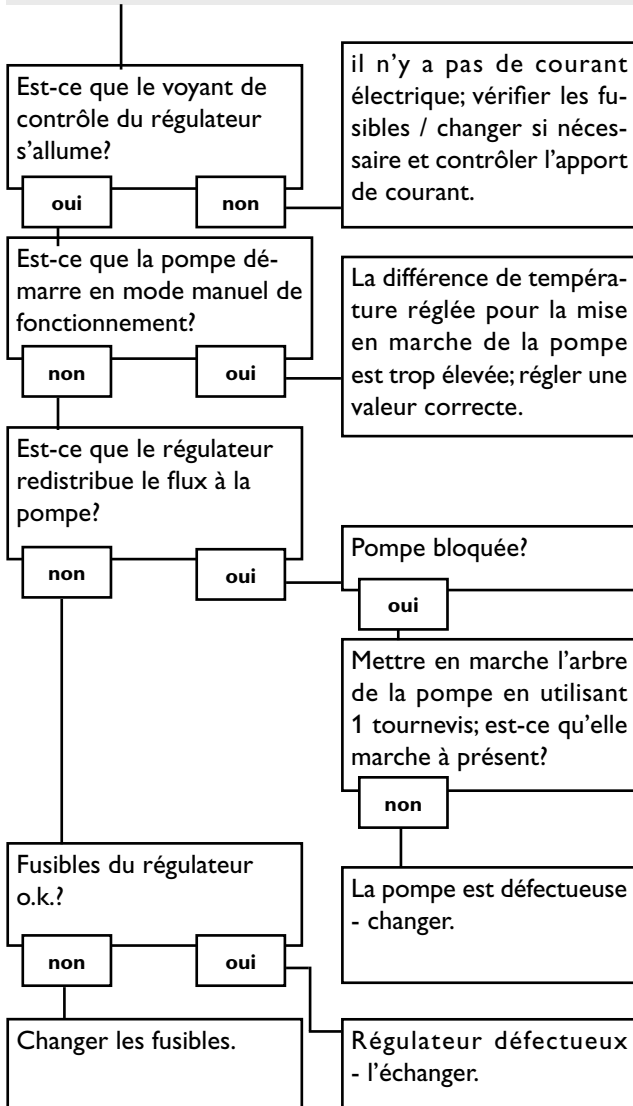 Est-ce que le voyant de
contrôle du régulateur
s’allume?
oui
non
il n’y a pas de courant
électrique; vérifier les fu-
sibles / changer si néces-
saire et contrôler l’apport
de courant.
Est-ce que la pompe dé-
marre en mode manuel de
fonctionnement?
non
oui
La différence de tempéra-
ture réglée pour la mise
en marche de la pompe
est trop élevée; régler une
valeur correcte.
Est-ce que le régulateur
redistribue le flux à la
pompe?
non
oui
Pompe bloquée?
oui
Mettre en marche l’arbre
de la pompe en utilisant
1 tournevis; est-ce qu’elle
marche à présent?
non
La pompe est défectueuse
- changer.
Fusibles du régulateur
o.k.?
non
oui
Changer les fusibles.
Régulateur défectueux
- l’échanger.